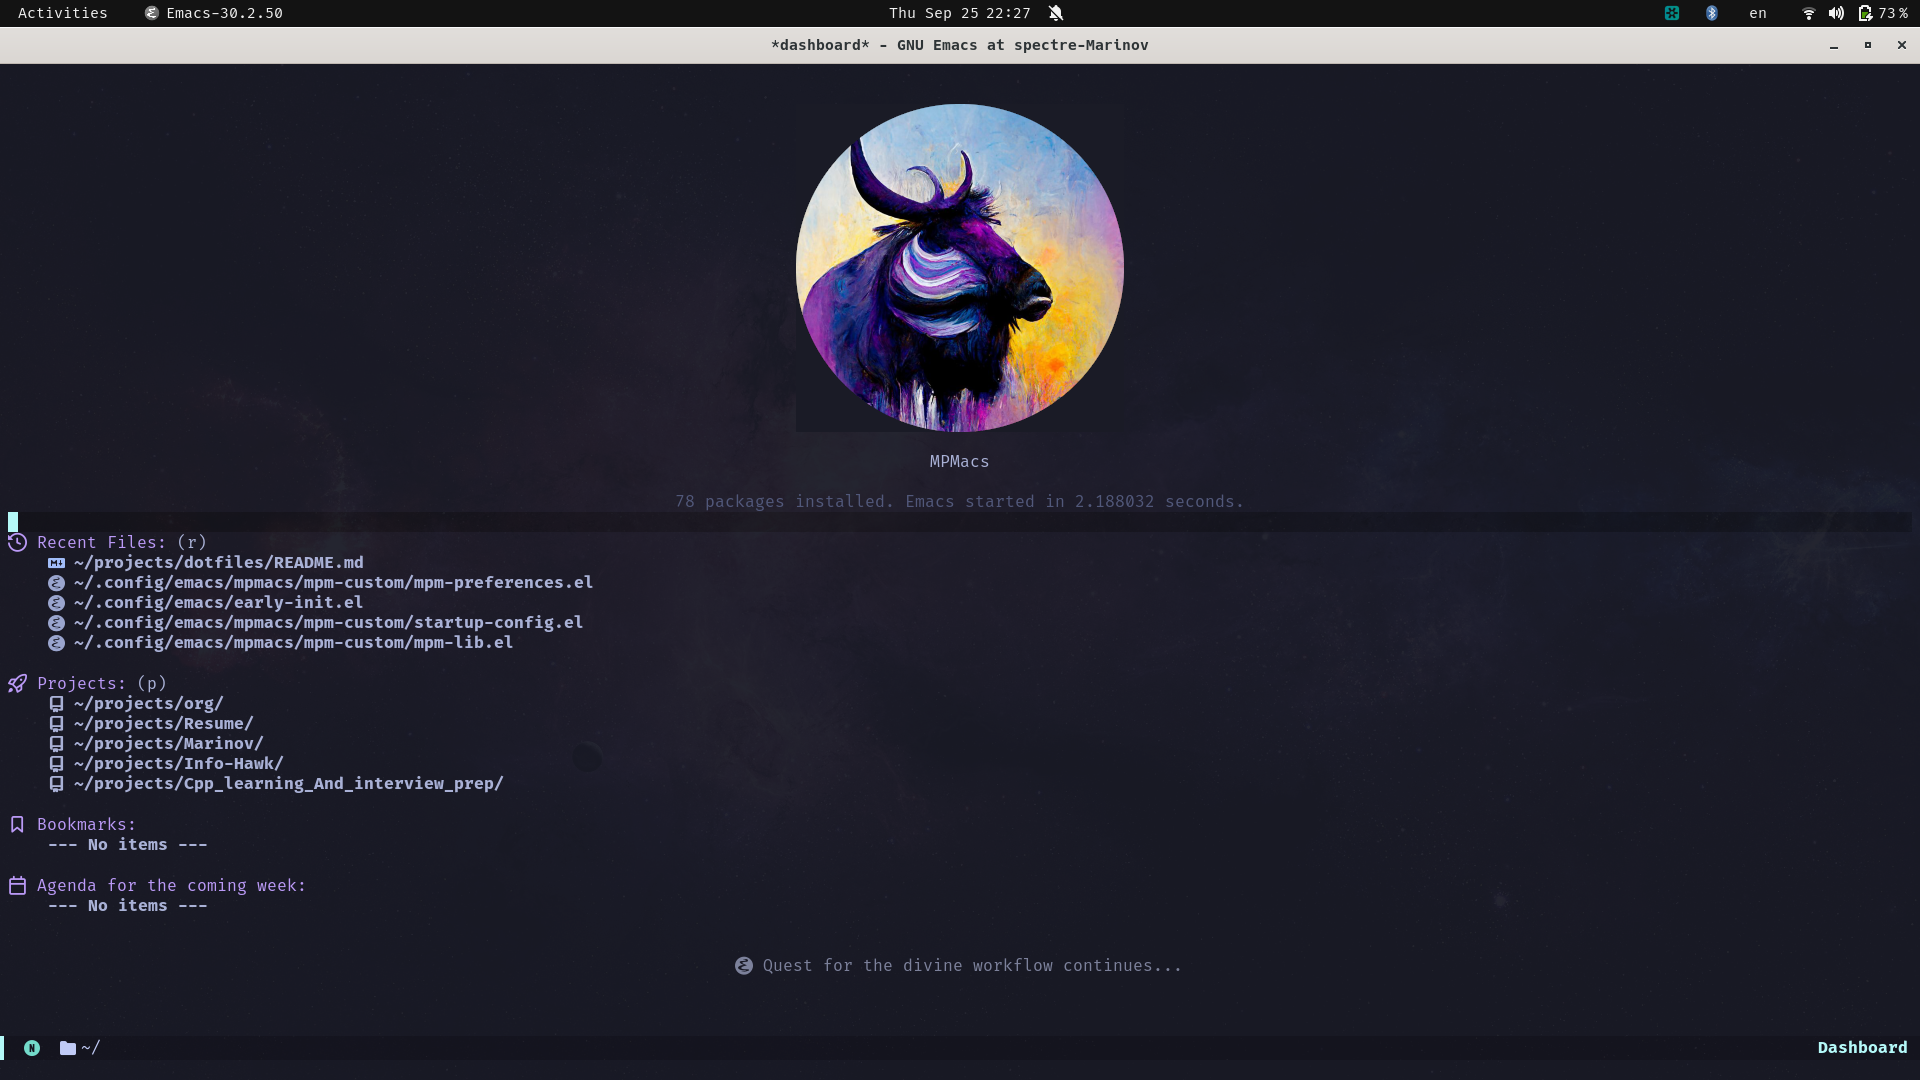 Activities Emacs-30.2.50 Thu Sep 25 22:27 en 73%
*dashboard* - GNU Emacs at spectre-Marinov
MPMacs
78 packages installed. Emacs started in 2.188032 seconds.
Recent Files: (r)
~/projects/dotfiles/README.md
~/.config/emacs/mpmacs/mpm-custom/mpm-preferences.el
~/.config/emacs/early-init.el
~/.config/emacs/mpmacs/mpm-custom/startup-config.el
~/.config/emacs/mpmacs/mpm-custom/mpm-lib.el
Projects: (p)
~/projects/org/
~/projects/Resume/
~/projects/Marinov/
~/projects/Info-Hawk/
~/projects/Cpp_learning_And_interview_prep/
Bookmarks:
--- No items ---
Agenda for the coming week:
--- No items ---
Quest for the divine workflow continues...
N ~/ Dashboard